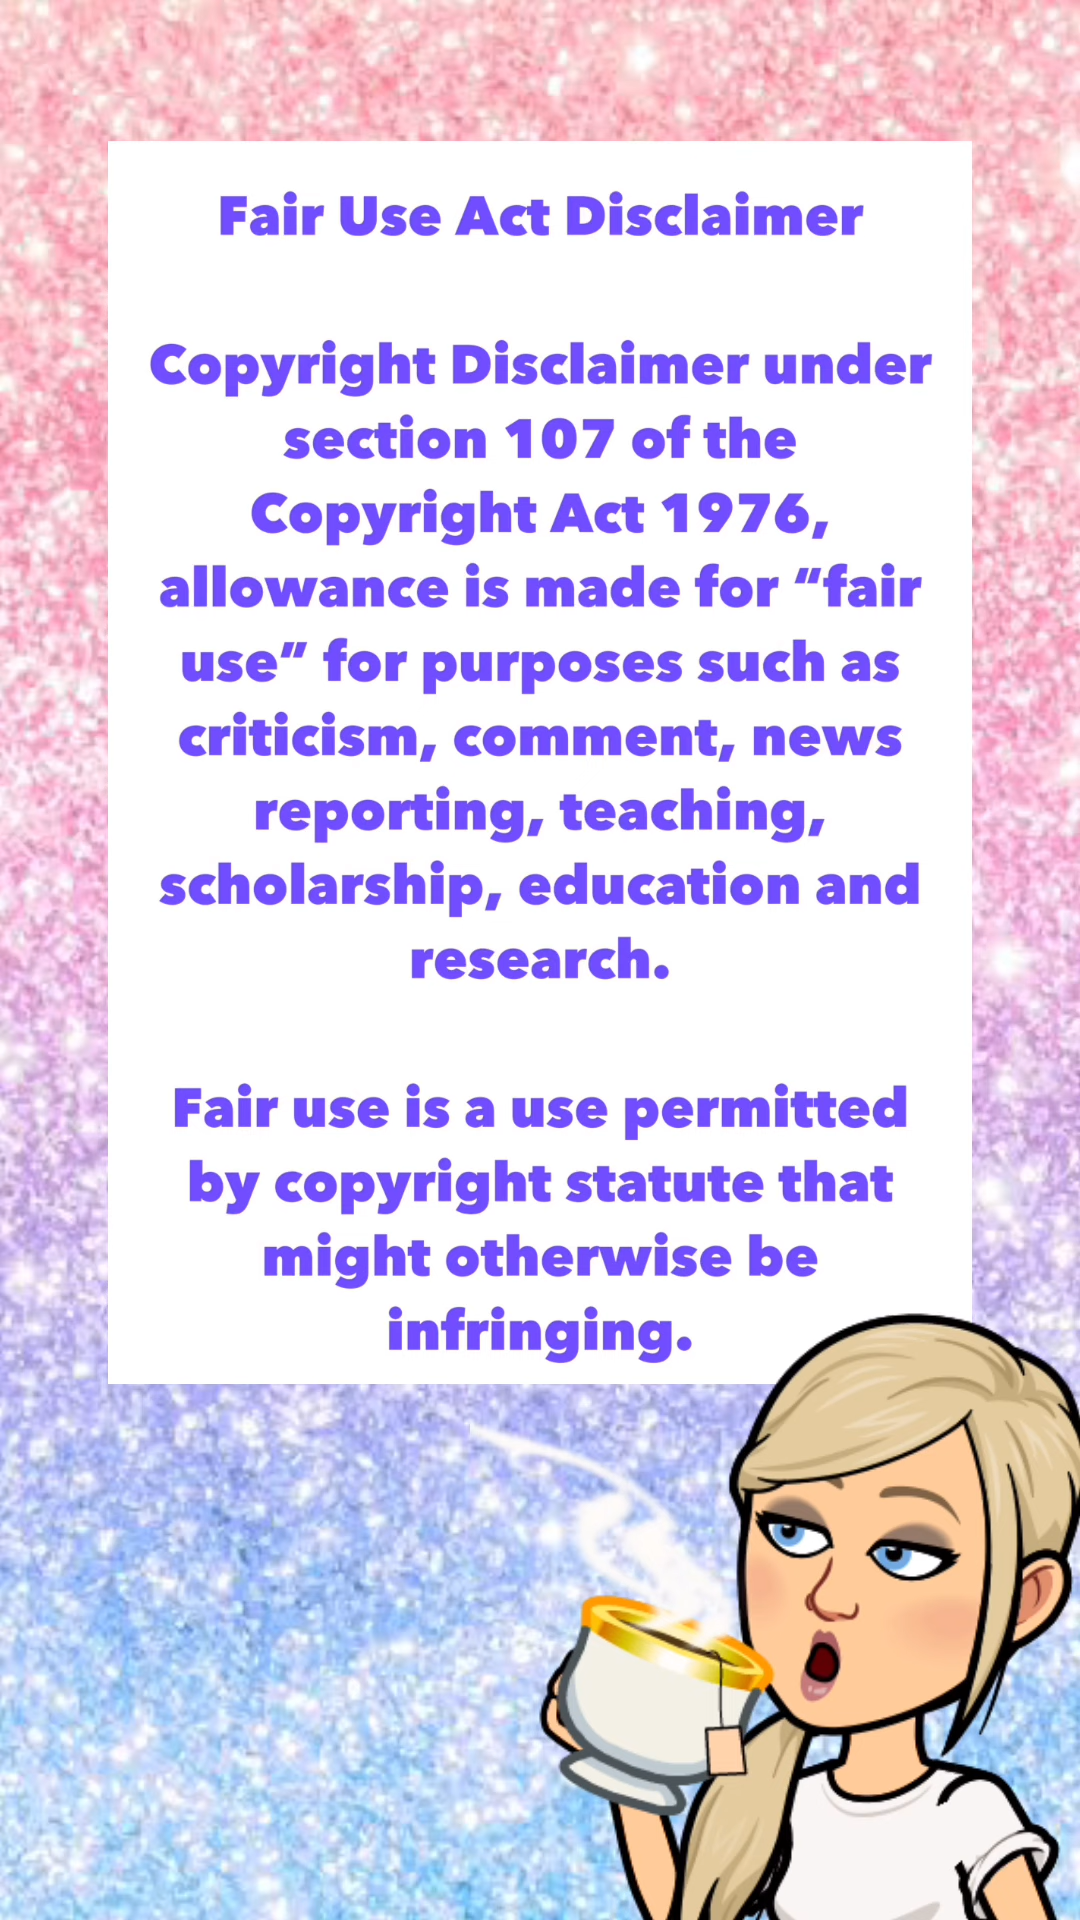 Fair Use Act Disclaimer
Copyright Disclaimer under
section 107 of the
Copyright Act 1976,
allowance is made for “fair
use” for purposes such as
criticism, comment, news
reporting, teaching,
scholarship, education and
research.
Fair use is a use permitted
by copyright statute that
might otherwise be
infringing.